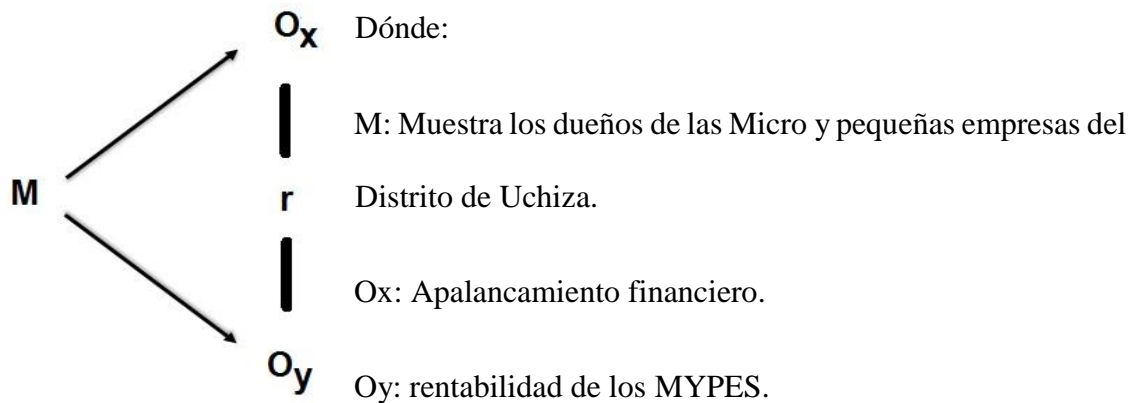 Ox Dónde:
M: Muestra los dueños de las Micro y pequeñas empresas del
M r Distrito de Uchiza.
Ox: Apalancamiento financiero.
Oy Oy: rentabilidad de los MYPES.